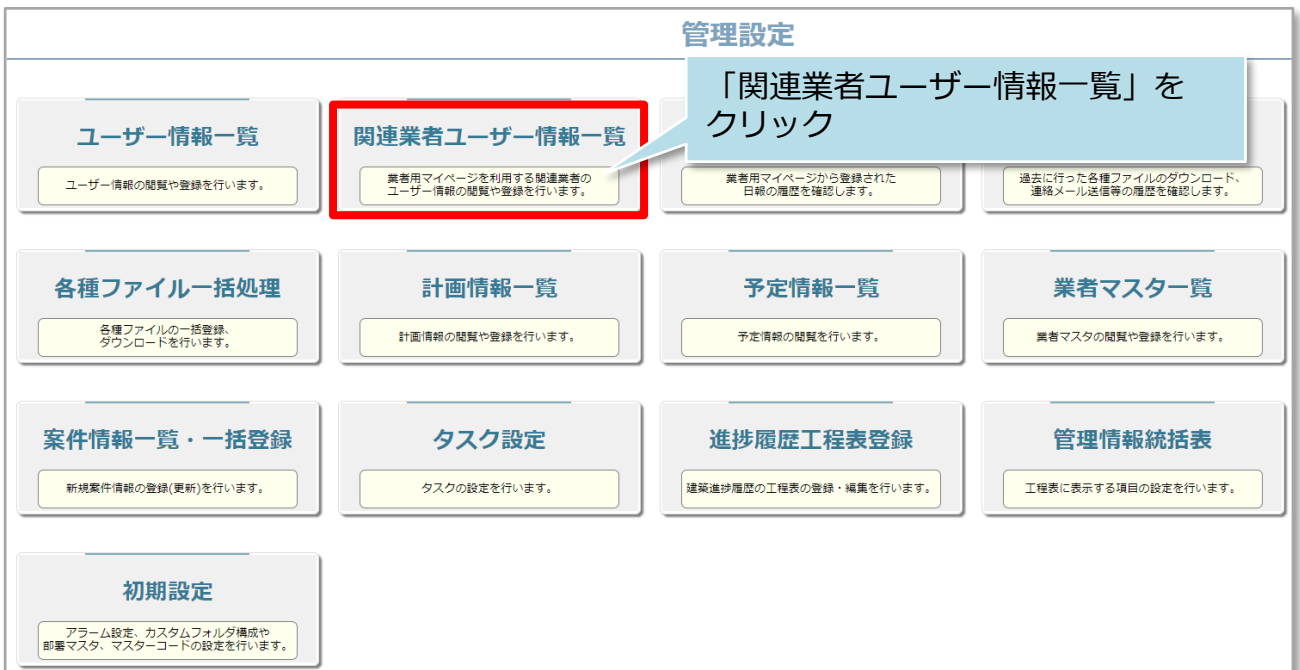 管理設定
「関連業者ユーザー情報一覧」を
クリック
ユーザー情報一覧
ユーザー情報の閲覧や登録を行います。
関連業者ユーザー情報一覧
業者用マイページを利用する関連業者の
ユーザー情報の閲覧や登録を行います。
業者用マイページから登録された
日報の履歴を確認します。
過去に行った各種ファイルのダウンロード、
連絡メール送信等の履歴を確認します。
各種ファイル一括処理
各種ファイルの一括登録、
ダウンロードを行います。
計画情報一覧
計画情報の閲覧や登録を行います。
予定情報一覧
予定情報の閲覧を行います。
業者マスター覧
業者マスタの閲覧や登録を行います。
案件情報一覧・一括登録
新規案件情報の登録(更新)を行います。
タスク設定
タスクの設定を行います。
進捗履歴工程表登録
建築進捗履歴の工程表の登録・編集を行います。
管理情報統括表
工程表に表示する項目の設定を行います。
初期設定
アラーム設定、カスタムフォルダ構成や
部署マスタ、マスターコードの設定を行います。